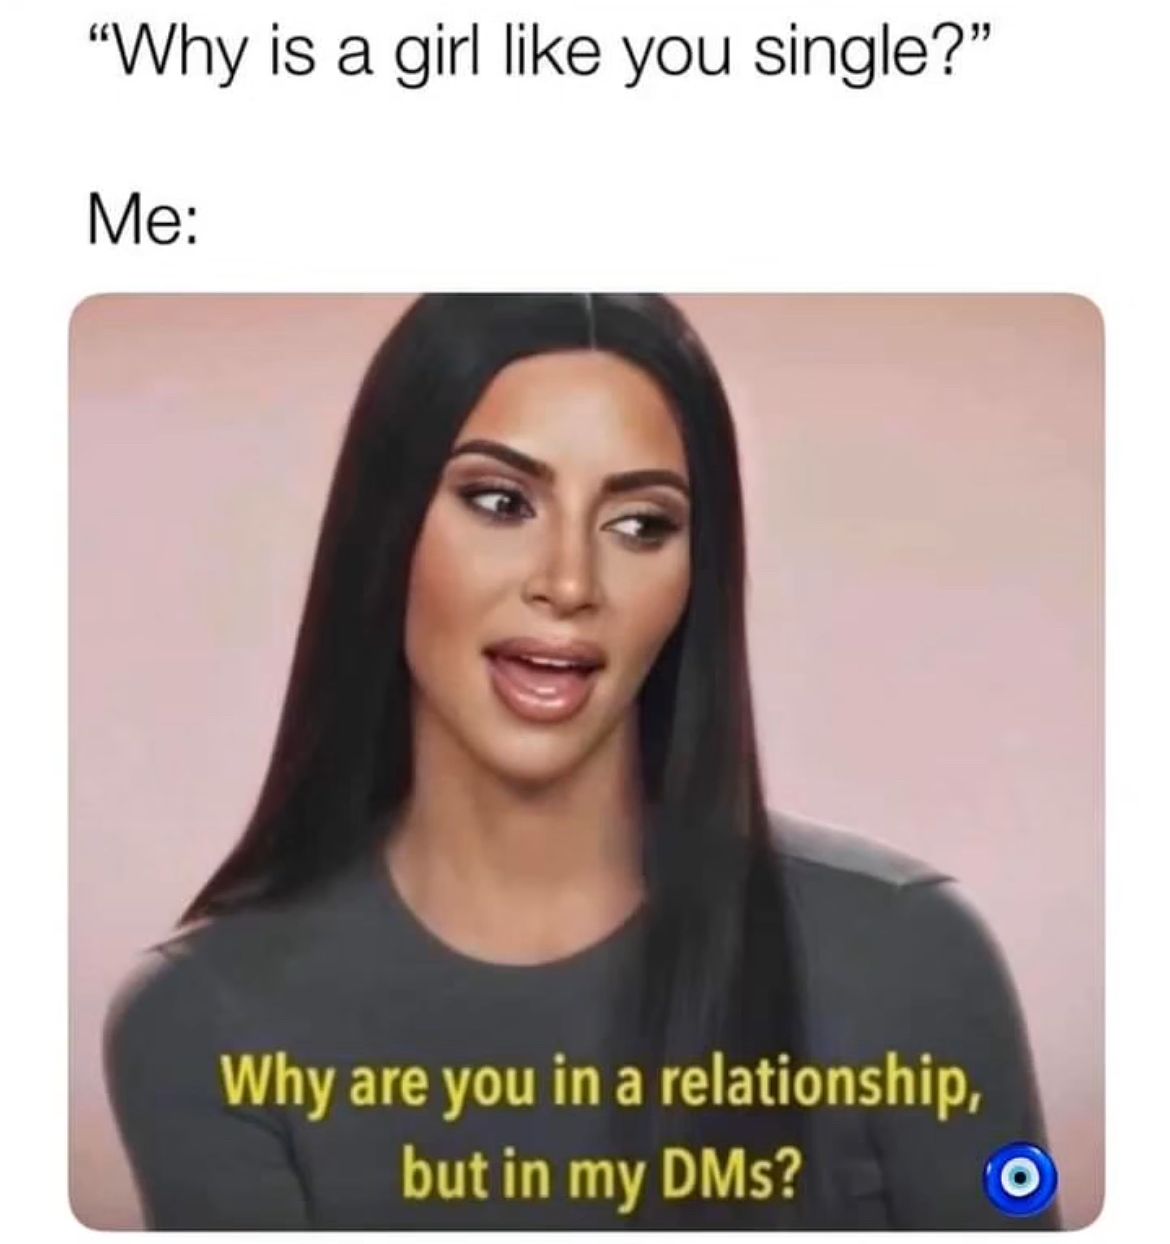 “Why is a girl like you single?”
Me:
Why are you in a relationship,
but in my DMs?